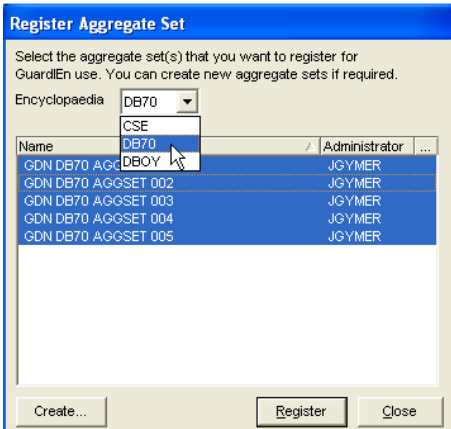 Register Aggregate Set
Select the aggregate set(s) that you want to register for
GuardIEn use. You can create new aggregate sets if required.
Encyclopaedia DB70
CSE
DB70
DBOY
Name Administrator ...
GDN DB70 AGGSET JGYMER
GDN DB70 AGGSET 002 JGYMER
GDN DB70 AGGSET 003 JGYMER
GDN DB70 AGGSET 004 JGYMER
GDN DB70 AGGSET 005 JGYMER
Create... Register Close